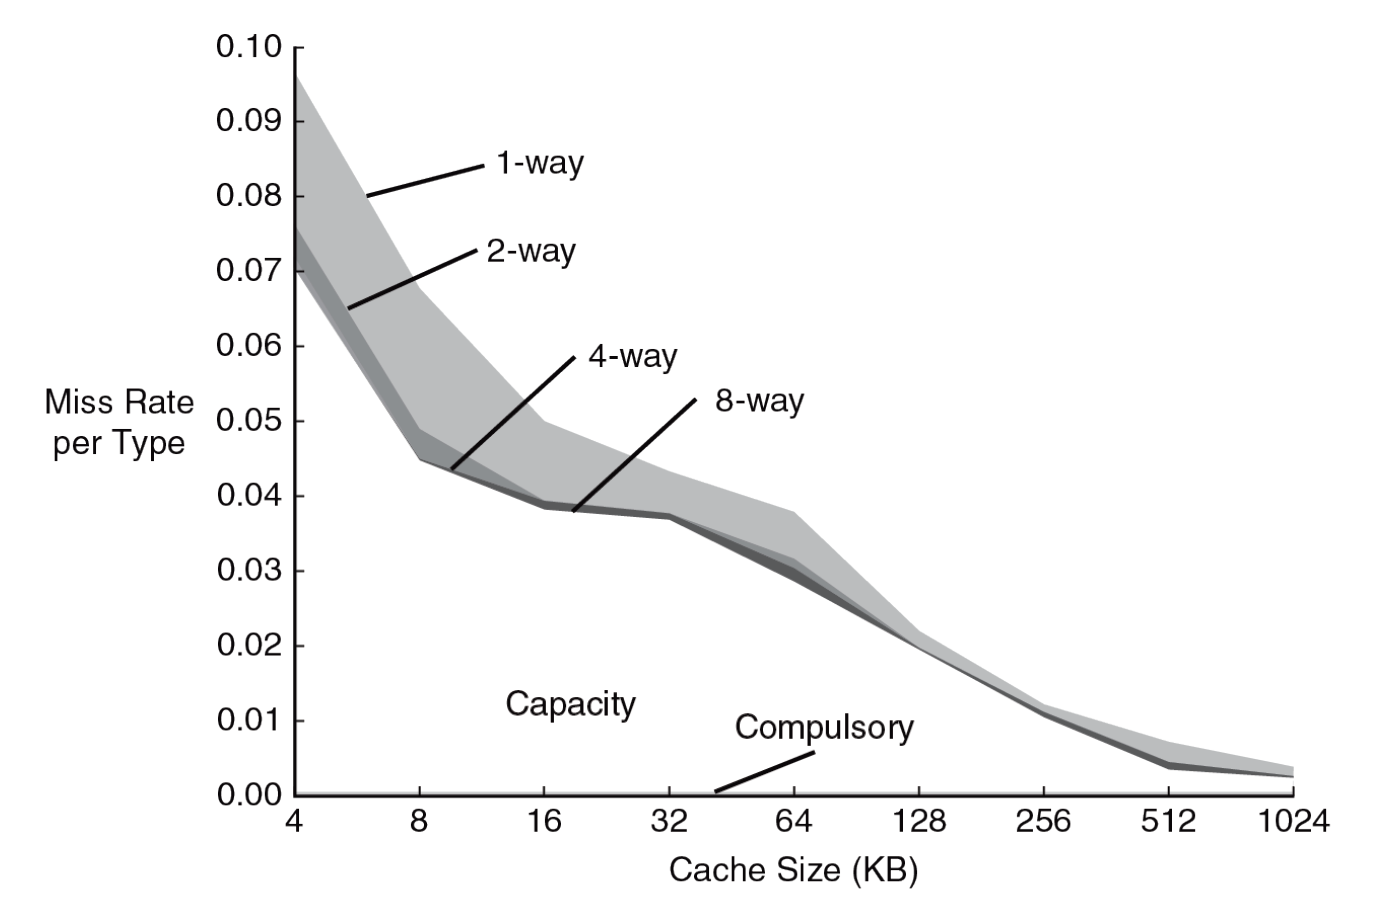 0.10
0.09
1-way
0.08
2-way
0.07
0.06
4-way
8-way
Miss Rate
per Type
0.05
0.04
0.03
0.02
Capacity
Compulsory
0.01
0.00
4 8 16 32 64 128 256 512 1024
Cache Size (KB)